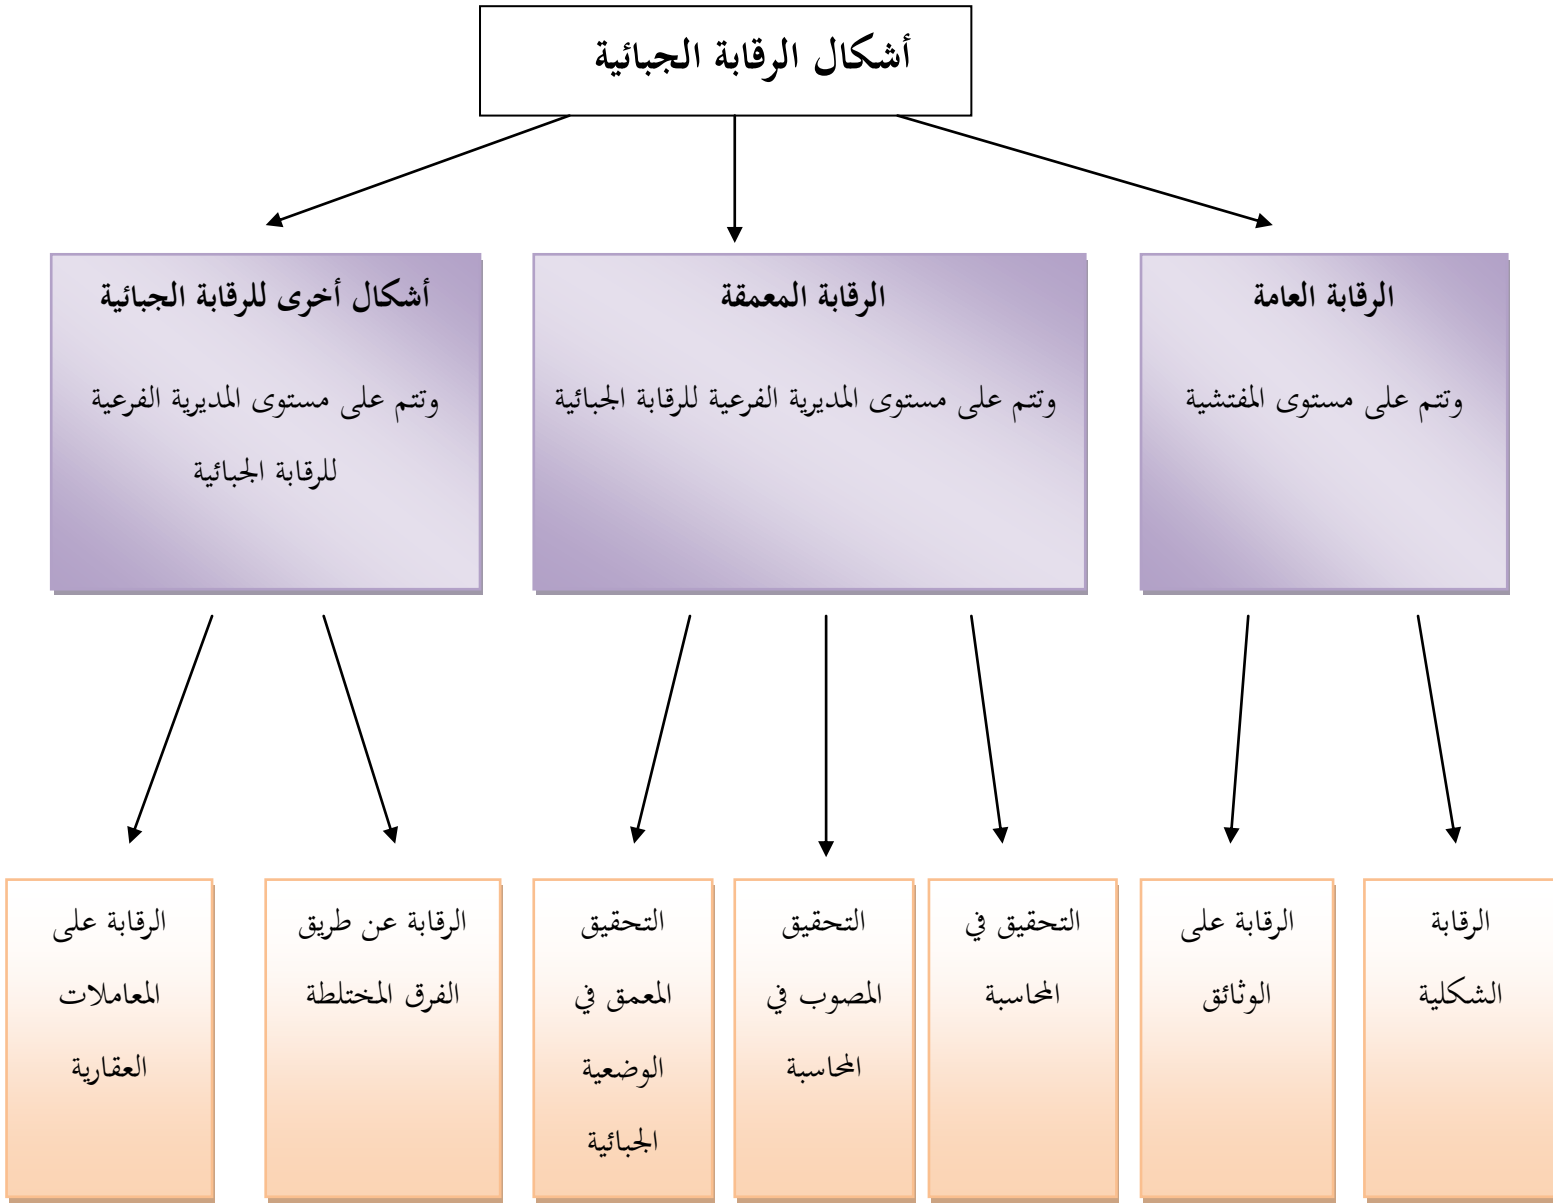 أشكال الرقابة الجبائية
الرقابة العامة
وتتم على مستوى المفتشية
الرقابة المعمقة
وتتم على مستوى المديرية الفرعية للرقابة الجبائية
أشكال أخرى للرقابة الجبائية
وتتم على مستوى المديرية الفرعية
للرقابة الجبائية
الرقابة
الشكلية
الرقابة على
الوثائق
التحقيق في
المحاسبة
التحقيق
المصوب في
المحاسبة
التحقيق
المعمق في
الوضعية
الجبائية
الرقابة عن طريق
الفرق المختلطة
الرقابة على
المعاملات
العقارية